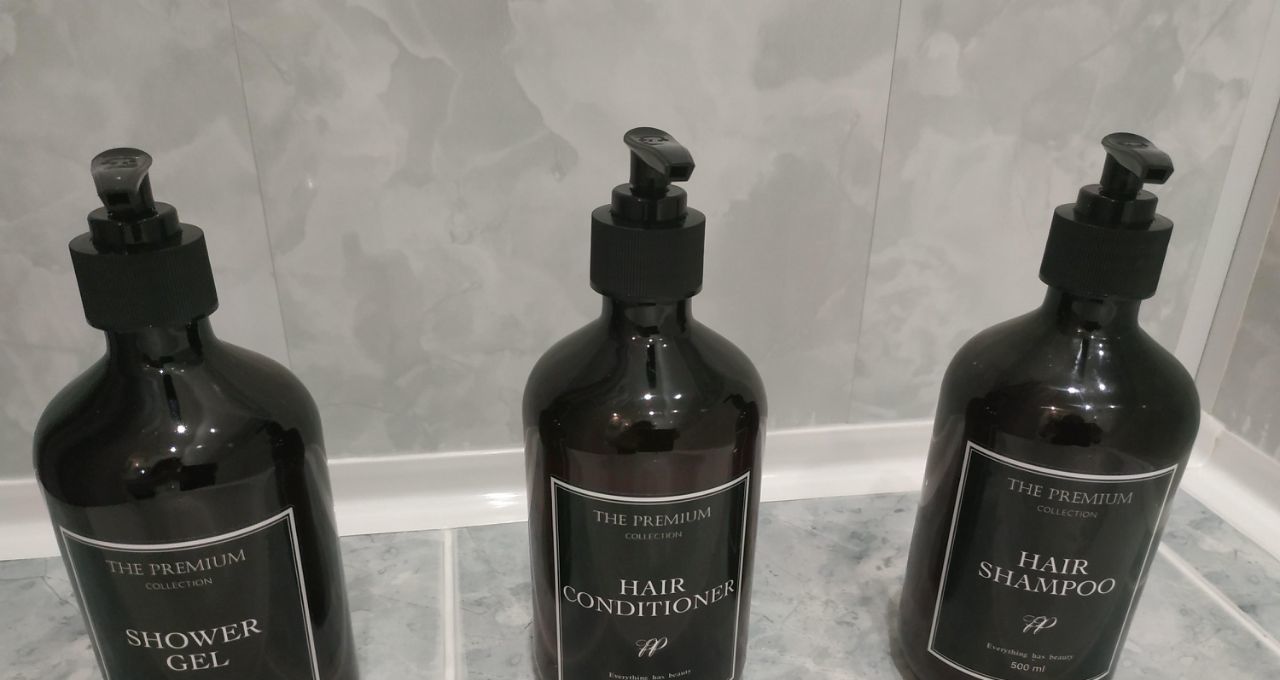 THE PREMIUM
COLLECTION
SHOWER
GEL
THE PREMIUM
COLLECTION
HAIR
CONDITIONER
Everything has beauty
THE PREMIUM
COLLECTION
HAIR
SHAMPOO
Everything has beauty
500 ml